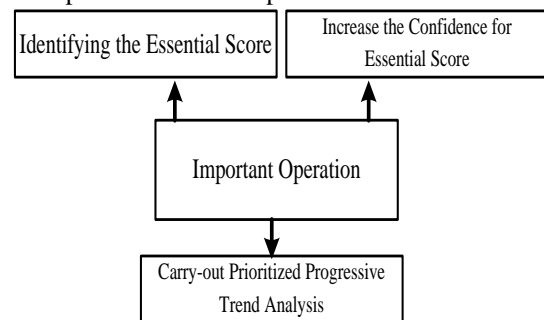 Identifying the Essential Score
Increase the Confidence for
Essential Score
Important Operation
Carry-out Prioritized Progressive
Trend Analysis